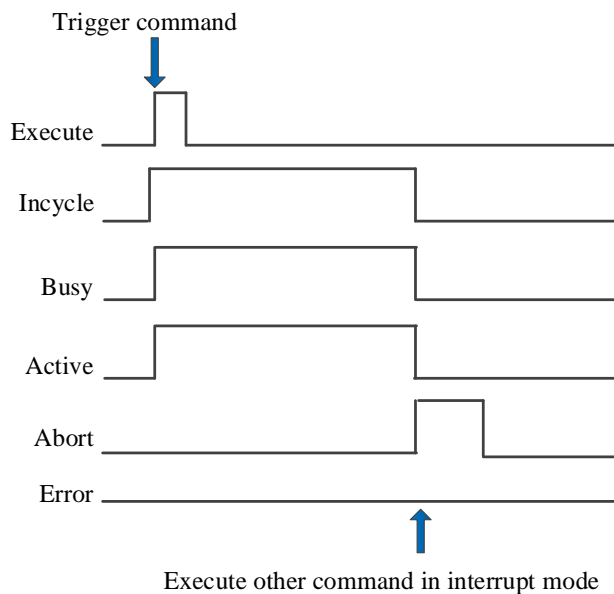 Trigger command
Execute
Incycle
Busy
Active
Abort
Error
Execute other command in interrupt mode